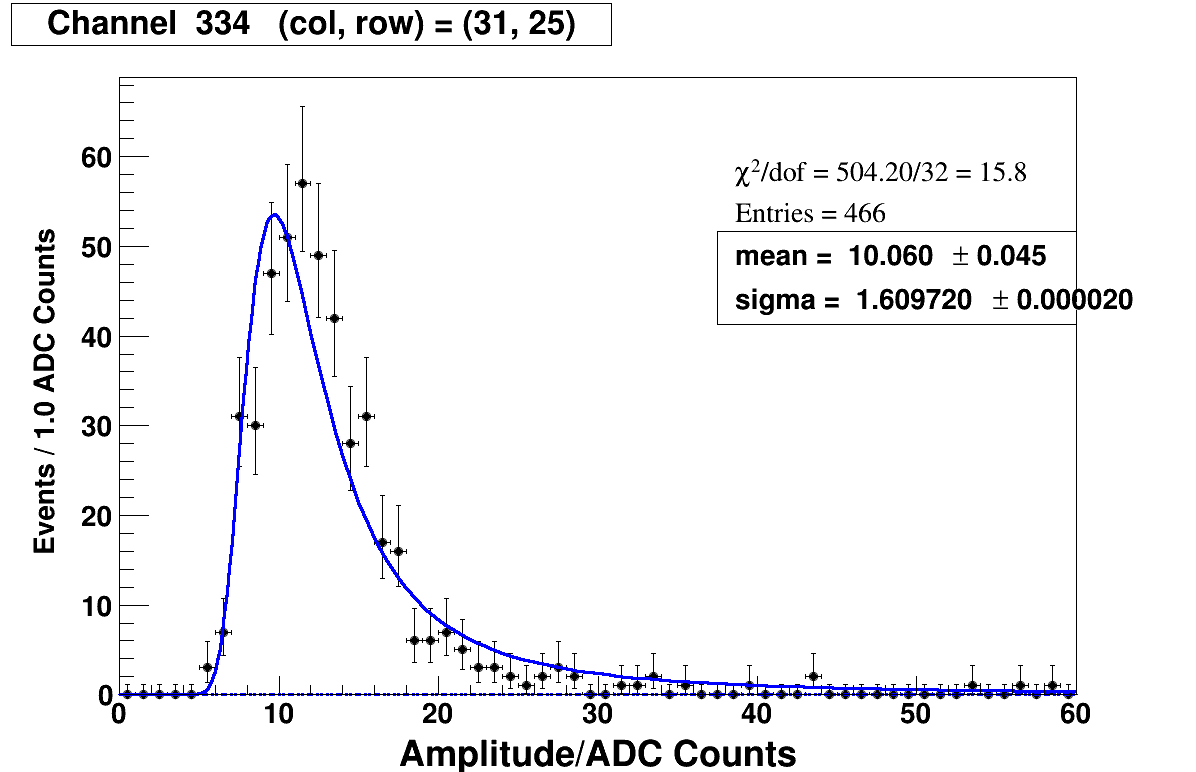 Channel 334 (col, row) = (31, 25)
χ²/dof = 504.20/32 = 15.8
Entries = 466
mean = 10.060 ± 0.045
sigma = 1.609720 ± 0.000020
Events / 1.0 ADC Counts
60
50
40
30
20
10
0
0 10 20 30 40 50 60
Amplitude/ADC Counts